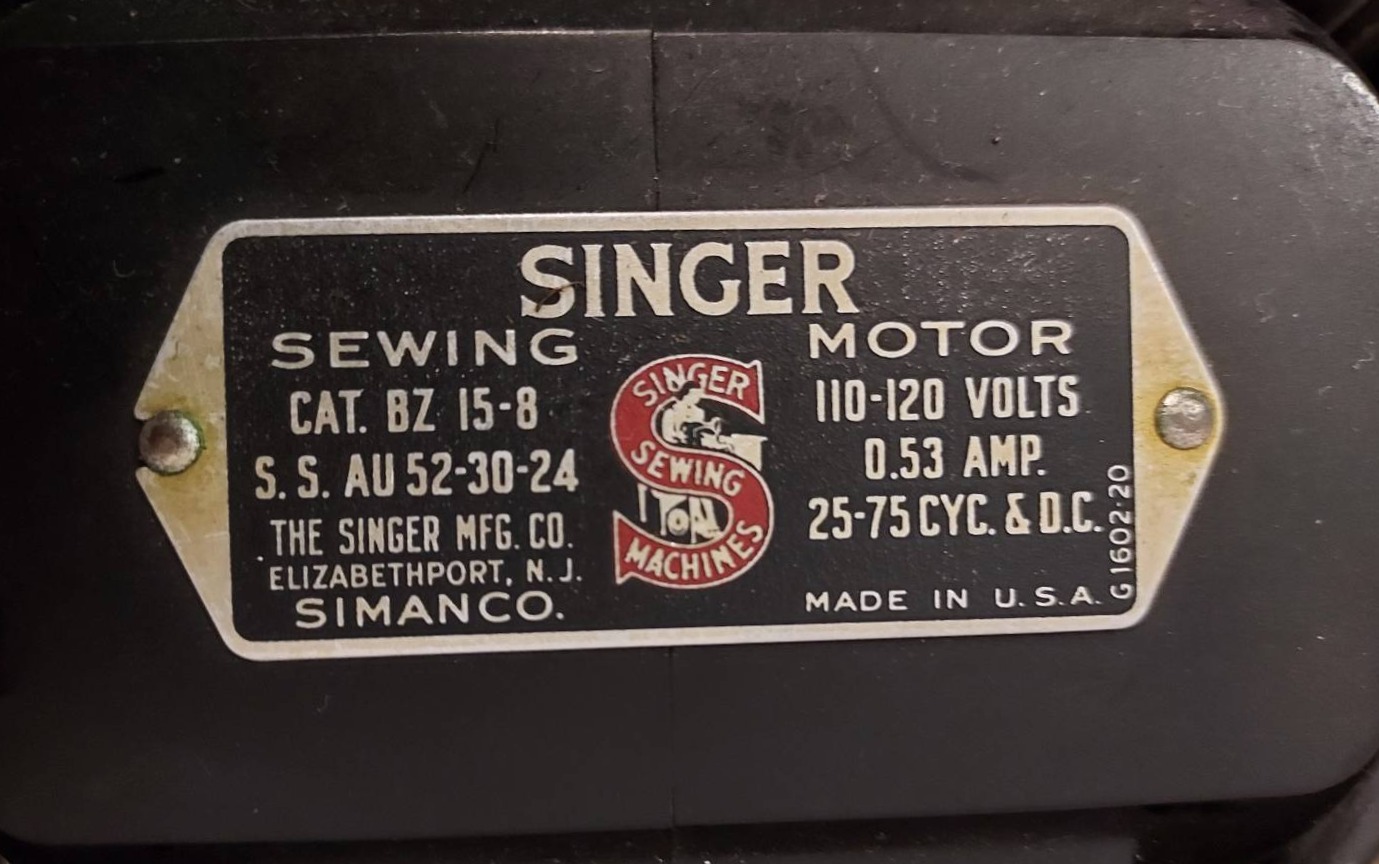 SINGER
SEWING MOTOR
CAT. BZ 15-8
S. S. AU 52-30-24
THE SINGER MFG. CO.
ELIZABETHPORT, N. J.
SIMANCO.
SINGER
SEWING
MACHINES
110-120 VOLTS
0.53 AMP.
25-75 CYC. & D.C.
MADE IN U. S. A.
G 1602-20